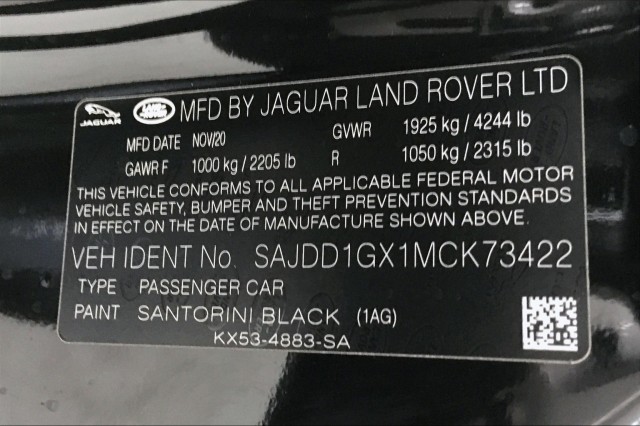 JAGUAR LAND ROVER MFD BY JAGUAR LAND ROVER LTD
MFD DATE NOV/20 GVWR 1925 kg / 4244 lb
GAWR F 1000 kg / 2205 lb R 1050 kg / 2315 lb
THIS VEHICLE CONFORMS TO ALL APPLICABLE FEDERAL MOTOR
VEHICLE SAFETY, BUMPER AND THEFT PREVENTION STANDARDS
IN EFFECT ON THE DATE OF MANUFACTURE SHOWN ABOVE.
VEH IDENT No. SAJDD1GX1MCK73422
TYPE PASSENGER CAR
PAINT SANTORINI BLACK (1AG)
KX53-4883-SA